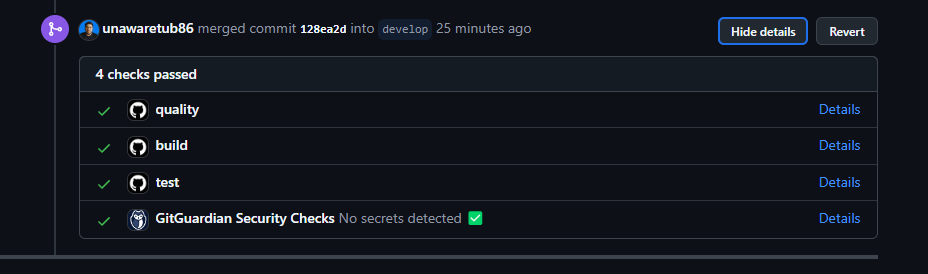 unawaretub86 merged commit 128ea2d into develop 25 minutes ago Hide details Revert
4 checks passed
quality Details
build Details
test Details
GitGuardian Security Checks No secrets detected ✅ Details